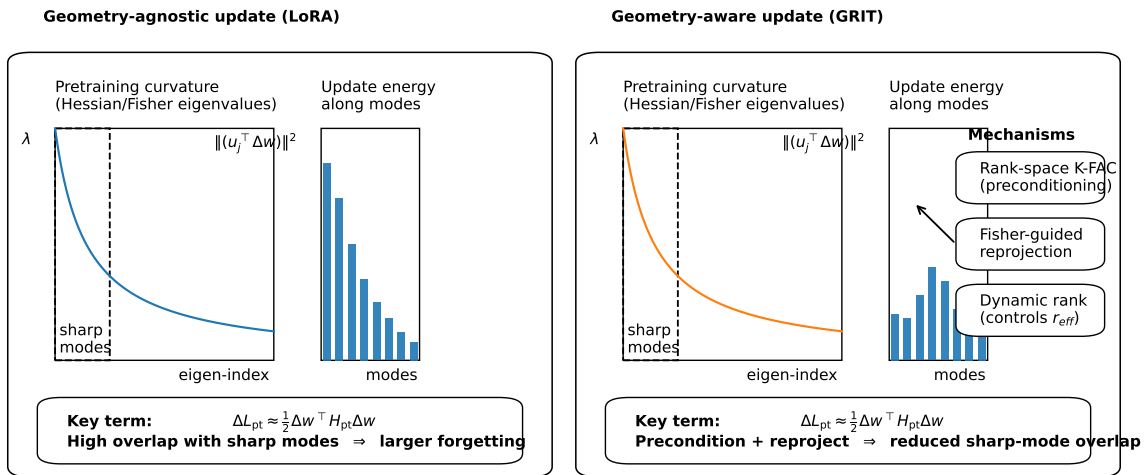 Geometry-agnostic update (LoRA)
Pretraining curvature
(Hessian/Fisher eigenvalues)
Update energy
along modes
λ
‖(u_j^⊤ Δw)‖²
sharp
modes
eigen-index
modes
Key term: ΔL_pt ≈ ½Δw^⊤ H_pt Δw
High overlap with sharp modes ⇒ larger forgetting
Geometry-aware update (GRIT)
Pretraining curvature
(Hessian/Fisher eigenvalues)
Update energy
along modes
λ
‖(u_j^⊤ Δw)‖²
Mechanisms
Rank-space K-FAC
(preconditioning)
Fisher-guided
reprojection
Dynamic rank
(controls r_eff)
sharp
modes
eigen-index
modes
Key term: ΔL_pt ≈ ½Δw^⊤ H_pt Δw
Precondition + reproject ⇒ reduced sharp-mode overlap